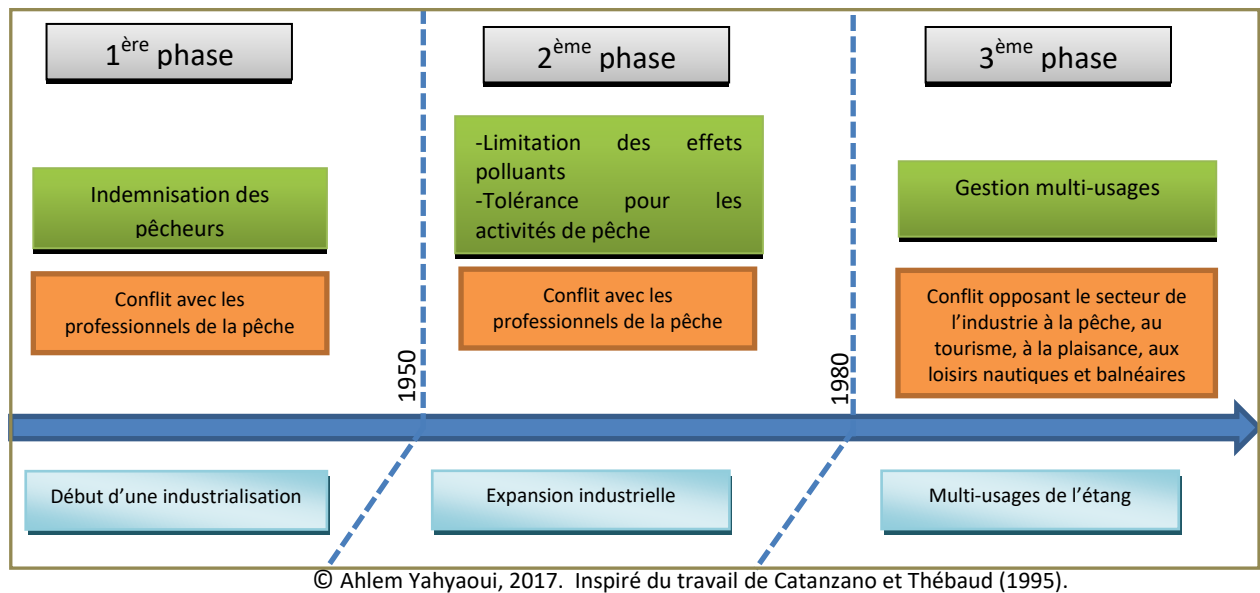 1ère phase
2ème phase
3ème phase
Indemnisation des
pêcheurs
-Limitation des effets
polluants
-Tolérance pour les
activités de pêche
Gestion multi-usages
Conflit avec les
professionnels de la pêche
Conflit avec les
professionnels de la pêche
Conflit opposant le secteur de
l’industrie à la pêche, au
tourisme, à la plaisance, aux
loisirs nautiques et balnéaires
1950
1980
Début d’une industrialisation
Expansion industrielle
Multi-usages de l’étang
© Ahlem Yahyaoui, 2017. Inspiré du travail de Catanzano et Thébaud (1995).